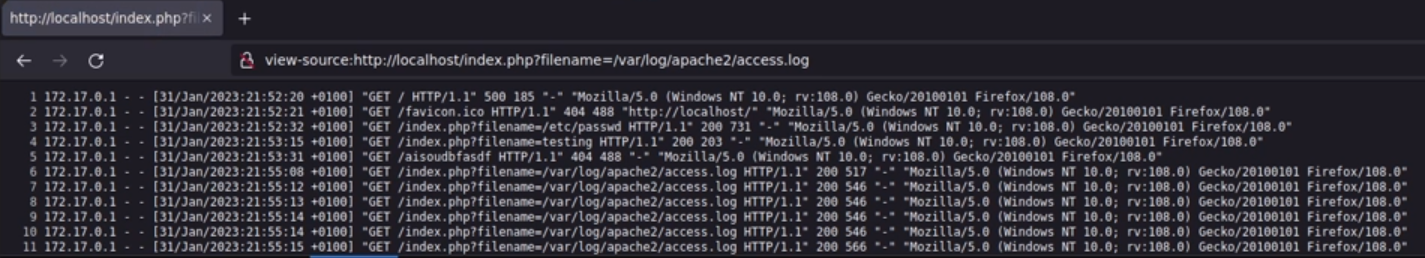 http://localhost/index.php?fi
view-source:http://localhost/index.php?filename=/var/log/apache2/access.log
1 172.17.0.1 - - [31/Jan/2023:21:52:20 +0100] "GET / HTTP/1.1" 500 185 "-" "Mozilla/5.0 (Windows NT 10.0; rv:108.0) Gecko/20100101 Firefox/108.0"
2 172.17.0.1 - - [31/Jan/2023:21:52:21 +0100] "GET /favicon.ico HTTP/1.1" 404 488 "http://localhost/" "Mozilla/5.0 (Windows NT 10.0; rv:108.0) Gecko/20100101 Firefox/108.0"
3 172.17.0.1 - - [31/Jan/2023:21:52:32 +0100] "GET /index.php?filename=/etc/passwd HTTP/1.1" 200 731 "-" "Mozilla/5.0 (Windows NT 10.0; rv:108.0) Gecko/20100101 Firefox/108.0"
4 172.17.0.1 - - [31/Jan/2023:21:53:15 +0100] "GET /index.php?filename=testing HTTP/1.1" 200 203 "-" "Mozilla/5.0 (Windows NT 10.0; rv:108.0) Gecko/20100101 Firefox/108.0"
5 172.17.0.1 - - [31/Jan/2023:21:53:31 +0100] "GET /aisoudbfasdf HTTP/1.1" 404 488 "-" "Mozilla/5.0 (Windows NT 10.0; rv:108.0) Gecko/20100101 Firefox/108.0"
6 172.17.0.1 - - [31/Jan/2023:21:55:08 +0100] "GET /index.php?filename=/var/log/apache2/access.log HTTP/1.1" 200 517 "-" "Mozilla/5.0 (Windows NT 10.0; rv:108.0) Gecko/20100101 Firefox/108.0"
7 172.17.0.1 - - [31/Jan/2023:21:55:12 +0100] "GET /index.php?filename=/var/log/apache2/access.log HTTP/1.1" 200 546 "-" "Mozilla/5.0 (Windows NT 10.0; rv:108.0) Gecko/20100101 Firefox/108.0"
8 172.17.0.1 - - [31/Jan/2023:21:55:13 +0100] "GET /index.php?filename=/var/log/apache2/access.log HTTP/1.1" 200 546 "-" "Mozilla/5.0 (Windows NT 10.0; rv:108.0) Gecko/20100101 Firefox/108.0"
9 172.17.0.1 - - [31/Jan/2023:21:55:14 +0100] "GET /index.php?filename=/var/log/apache2/access.log HTTP/1.1" 200 546 "-" "Mozilla/5.0 (Windows NT 10.0; rv:108.0) Gecko/20100101 Firefox/108.0"
10 172.17.0.1 - - [31/Jan/2023:21:55:14 +0100] "GET /index.php?filename=/var/log/apache2/access.log HTTP/1.1" 200 546 "-" "Mozilla/5.0 (Windows NT 10.0; rv:108.0) Gecko/20100101 Firefox/108.0"
11 172.17.0.1 - - [31/Jan/2023:21:55:15 +0100] "GET /index.php?filename=/var/log/apache2/access.log HTTP/1.1" 200 566 "-" "Mozilla/5.0 (Windows NT 10.0; rv:108.0) Gecko/20100101 Firefox/108.0"